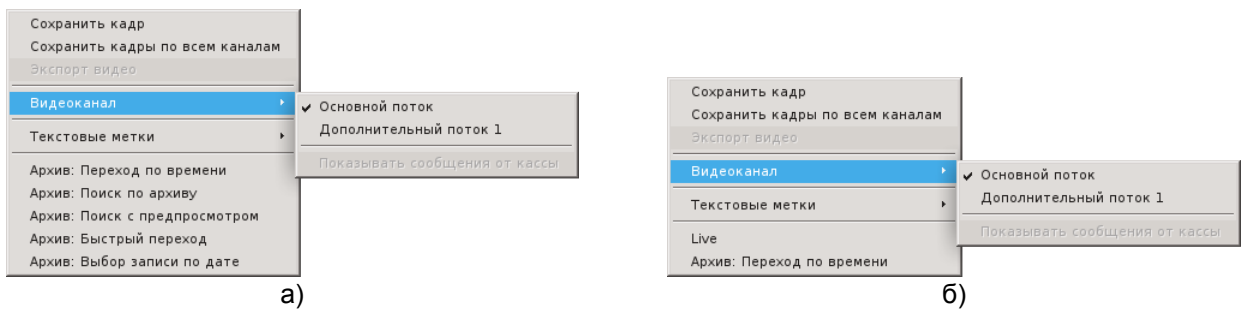 Сохранить кадр
Сохранить кадры по всем каналам
Экспорт видео
Видеоканал
Текстовые метки
Архив: Переход по времени
Архив: Поиск по архиву
Архив: Поиск с предпросмотром
Архив: Быстрый переход
Архив: Выбор записи по дате
Основной поток
Дополнительный поток 1
Показывать сообщения от кассы
а)
Сохранить кадр
Сохранить кадры по всем каналам
Экспорт видео
Видеоканал
Текстовые метки
Live
Архив: Переход по времени
Основной поток
Дополнительный поток 1
Показывать сообщения от кассы
б)